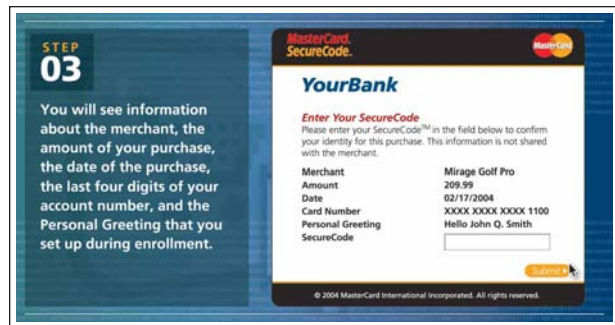 STEP
03
You will see information
about the merchant, the
amount of your purchase,
the date of the purchase,
the last four digits of your
account number, and the
Personal Greeting that you
set up during enrollment.
MasterCard.
SecureCode.
MasterCard
YourBank
Enter Your SecureCode
Please enter your SecureCode™ in the field below to confirm
your identity for this purchase. This information is not shared
with the merchant.
Merchant Mirage Golf Pro
Amount 209.99
Date 02/17/2004
Card Number XXXX XXXX XXXX 1100
Personal Greeting Hello John Q. Smith
SecureCode
Submit
© 2004 MasterCard International Incorporated. All rights reserved.